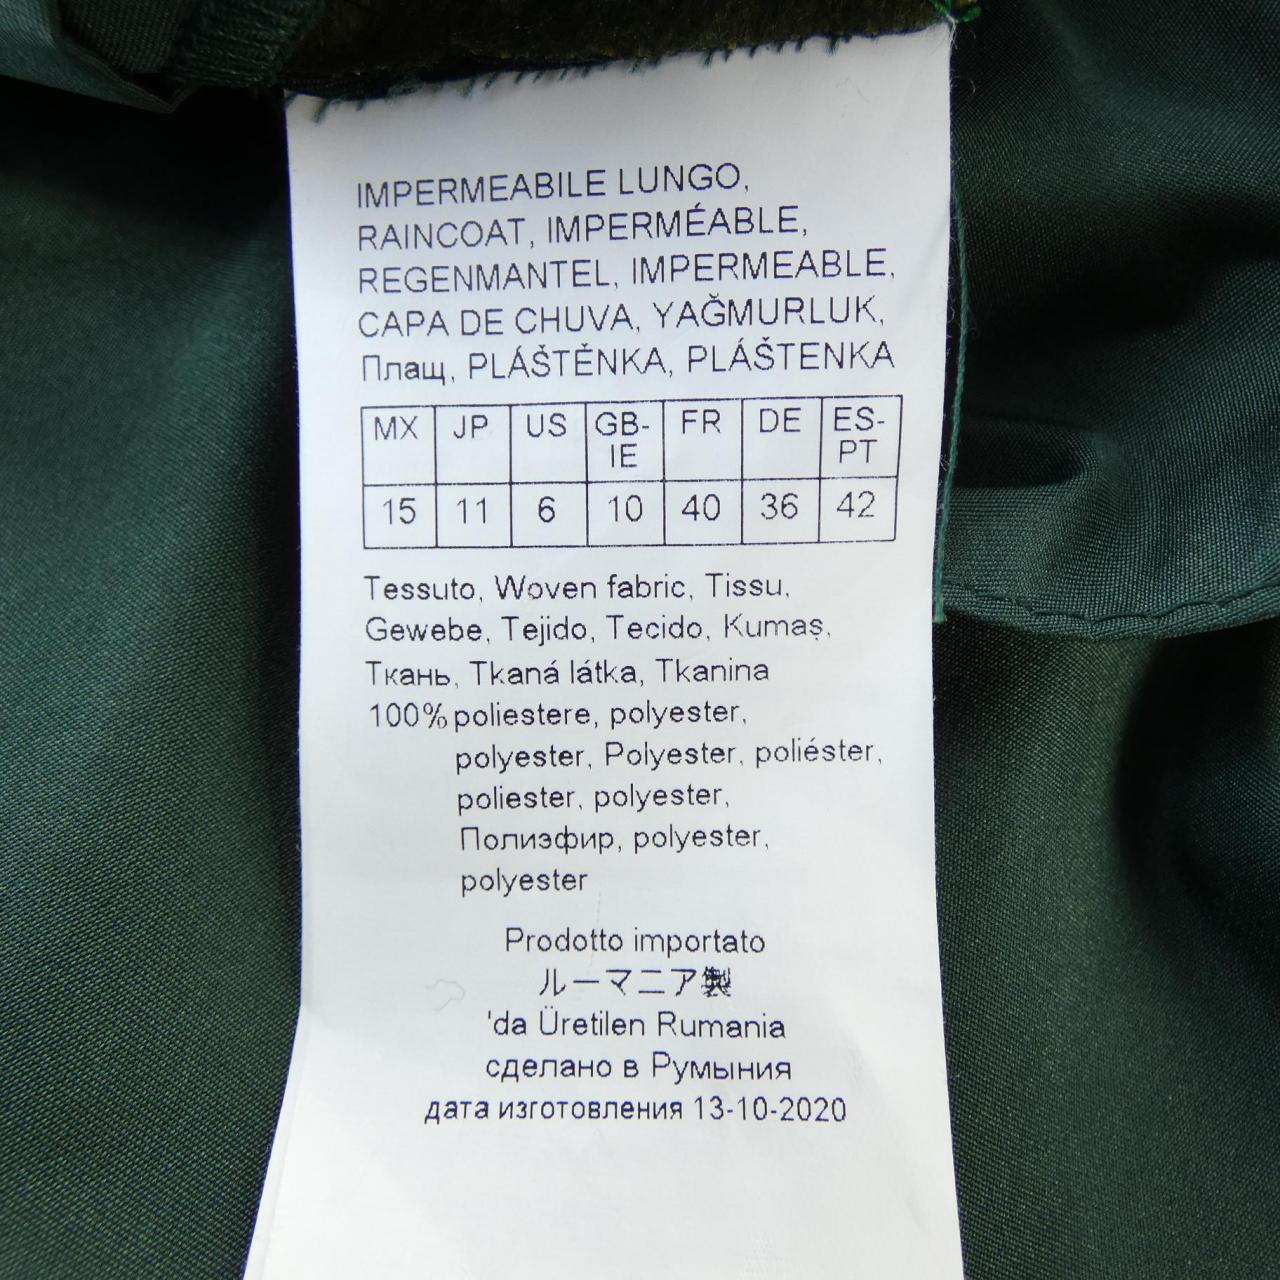 IMPERMEABILE LUNGO,
RAINCOAT, IMPERMÉABLE,
REGENMANTEL, IMPERMEABLE,
CAPA DE CHUVA, YAĞMURLUK,
Плащ, PLÁŠTĚNKA, PLÁŠTENKA
MX JP US GB-IE FR DE ES-PT
15 11 6 10 40 36 42
Tessuto, Woven fabric, Tissu,
Gewebe, Tejido, Tecido, Kumaş,
Ткань, Tkaná látka, Tkanina
100% poliestere, polyester,
polyester, Polyester, poliéster,
poliester, polyester,
Полиэфир, polyester,
polyester
Prodotto importato
ルーマニア製
'da Üretilen Rumania
сделано в Румыния
дата изготовления 13-10-2020